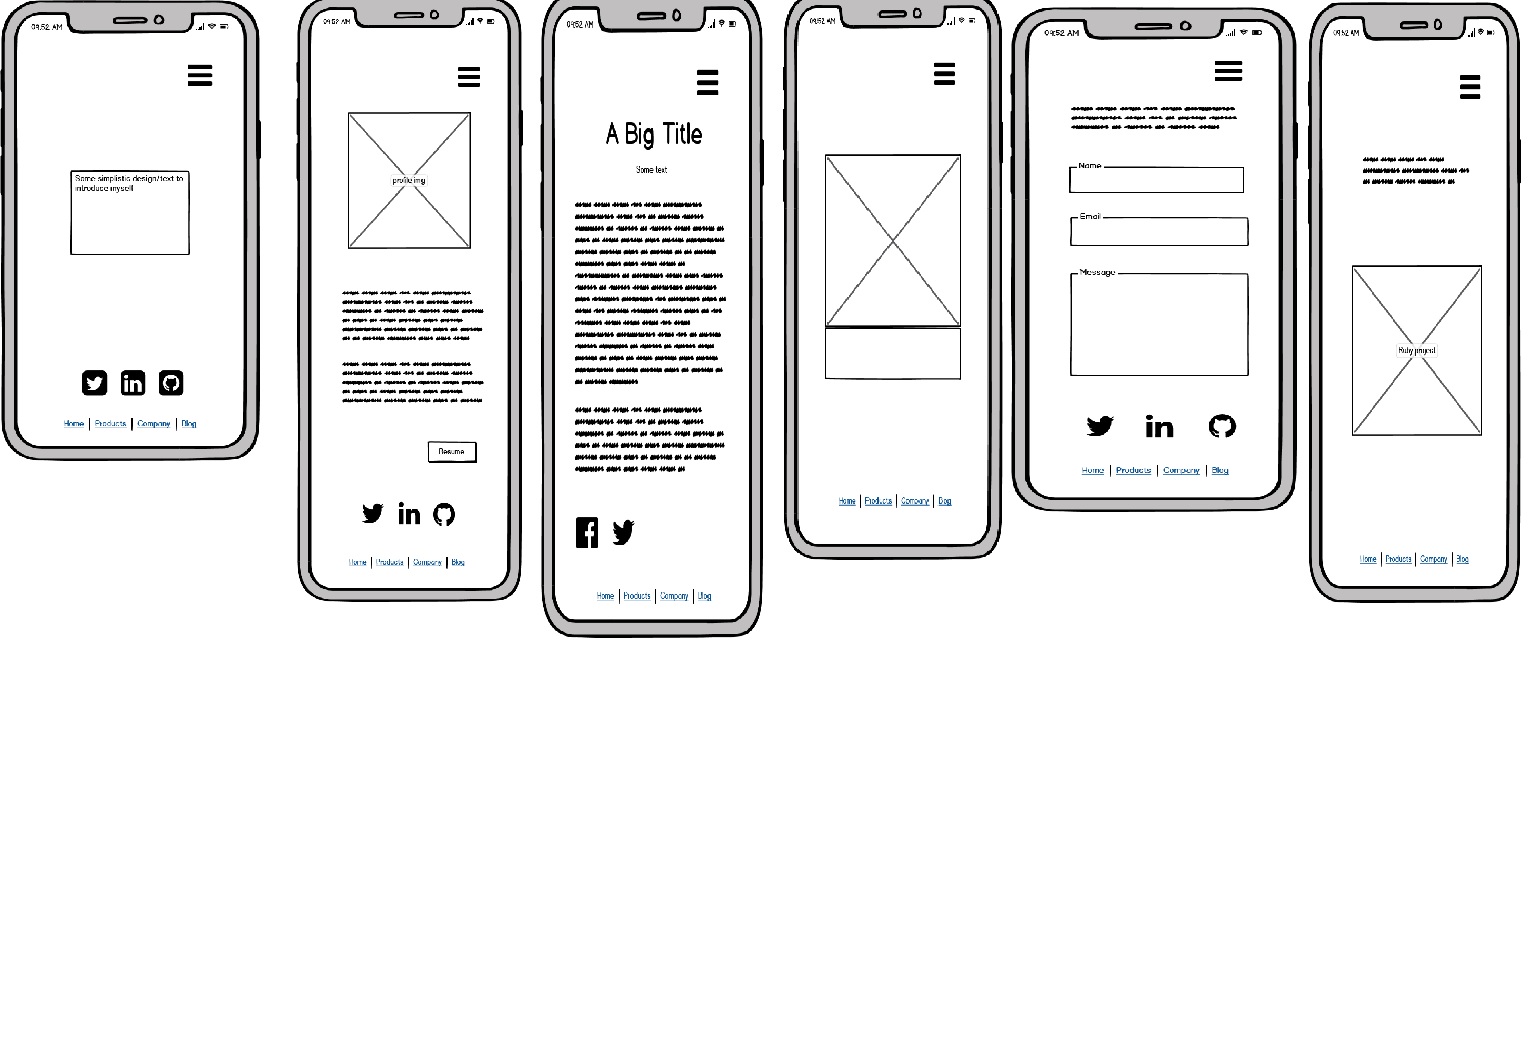 09:52 AM
Some simplistic design/text to
introduce myself
Home | Products | Company | Blog
09:52 AM
profile img
Resume
Home | Products | Company | Blog
09:52 AM
A Big Title
Some text
Home | Products | Company | Blog
09:52 AM
Home | Products | Company | Blog
09:52 AM
Name
Email
Message
Home | Products | Company | Blog
09:52 AM
Ruby project
Home | Products | Company | Blog